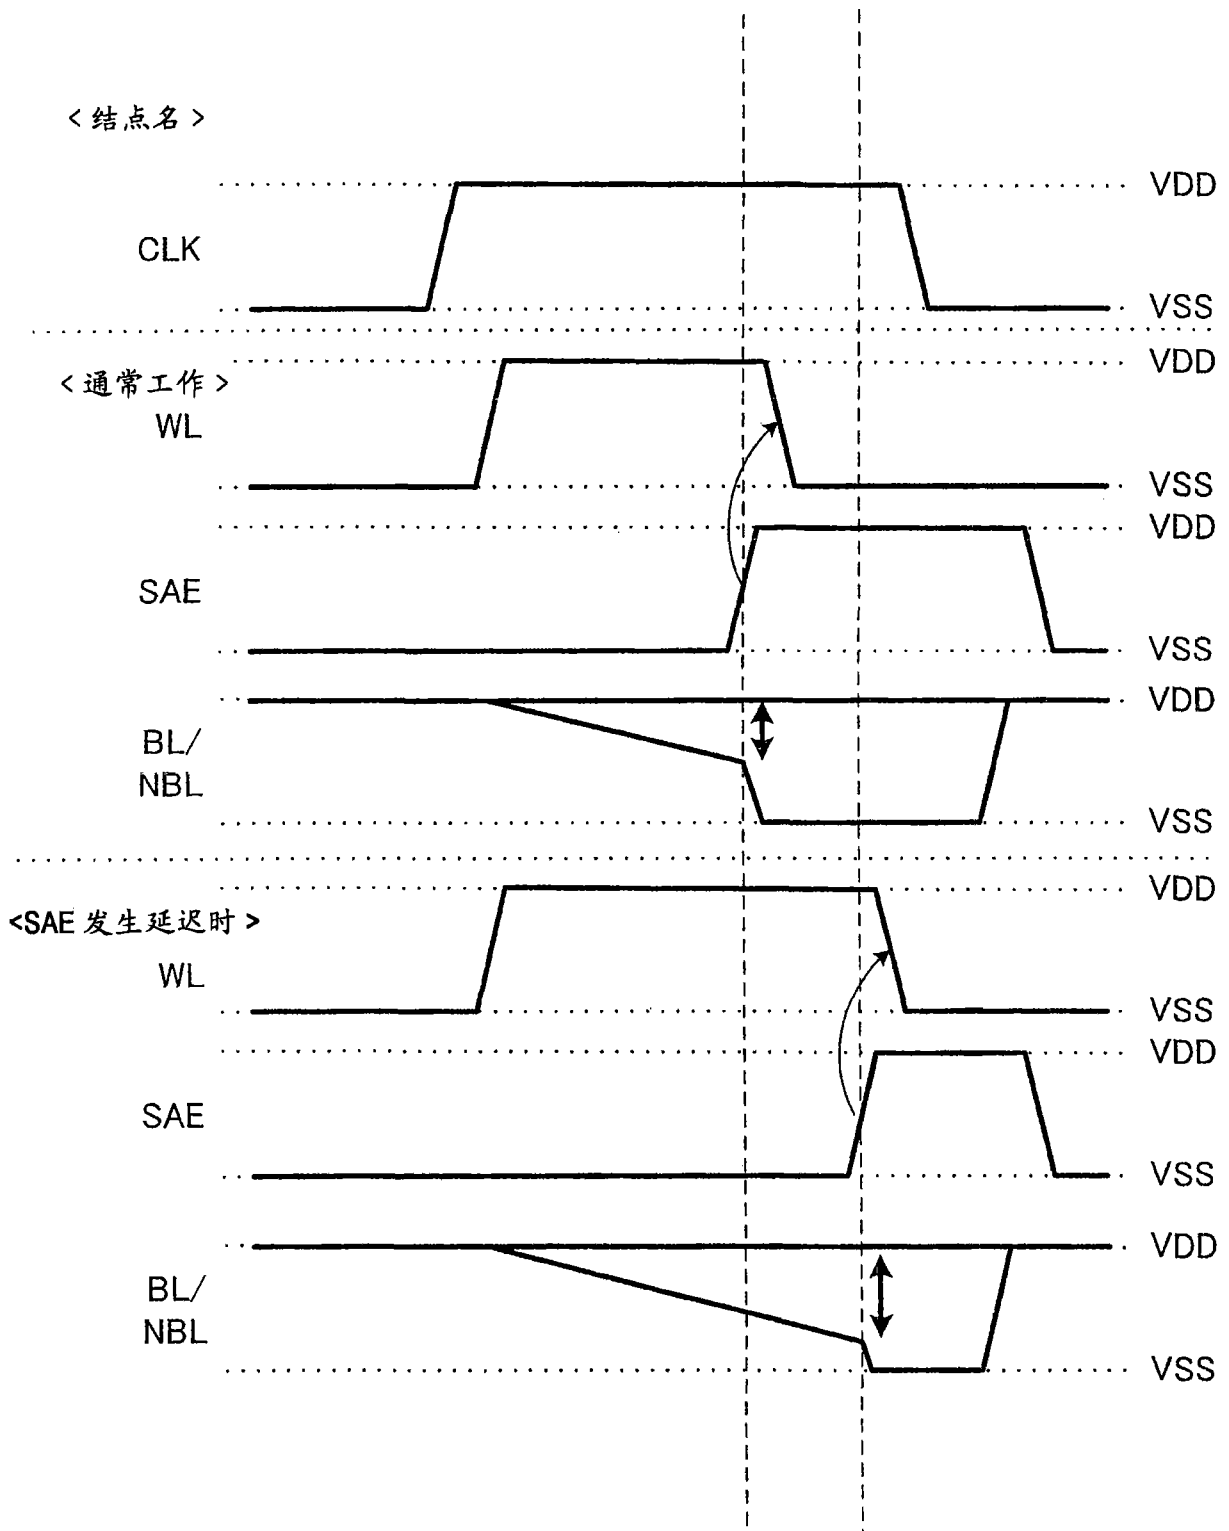 <结点名>
VDD
CLK
VSS
VDD
<通常工作>
WL
VSS
VDD
SAE
VSS
VDD
BL/
NBL
VSS
VDD
<SAE 发生延迟时>
WL
VSS
VDD
SAE
VSS
VDD
BL/
NBL
VSS